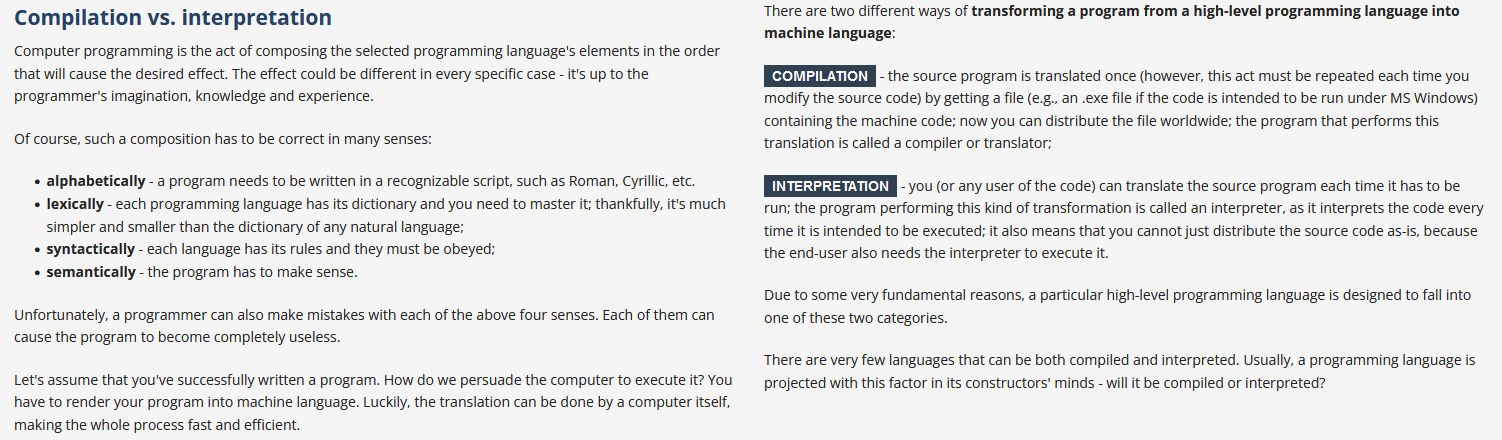 Compilation vs. interpretation
Computer programming is the act of composing the selected programming language's elements in the order
that will cause the desired effect. The effect could be different in every specific case - it's up to the
programmer's imagination, knowledge and experience.
Of course, such a composition has to be correct in many senses:
• alphabetically - a program needs to be written in a recognizable script, such as Roman, Cyrillic, etc.
• lexically - each programming language has its dictionary and you need to master it; thankfully, it's much
simpler and smaller than the dictionary of any natural language;
• syntactically - each language has its rules and they must be obeyed;
• semantically - the program has to make sense.
Unfortunately, a programmer can also make mistakes with each of the above four senses. Each of them can
cause the program to become completely useless.
Let's assume that you've successfully written a program. How do we persuade the computer to execute it? You
have to render your program into machine language. Luckily, the translation can be done by a computer itself,
making the whole process fast and efficient.
There are two different ways of transforming a program from a high-level programming language into
machine language:
COMPILATION - the source program is translated once (however, this act must be repeated each time you
modify the source code) by getting a file (e.g., an .exe file if the code is intended to be run under MS Windows)
containing the machine code; now you can distribute the file worldwide; the program that performs this
translation is called a compiler or translator;
INTERPRETATION - you (or any user of the code) can translate the source program each time it has to be
run; the program performing this kind of transformation is called an interpreter, as it interprets the code every
time it is intended to be executed; it also means that you cannot just distribute the source code as-is, because
the end-user also needs the interpreter to execute it.
Due to some very fundamental reasons, a particular high-level programming language is designed to fall into
one of these two categories.
There are very few languages that can be both compiled and interpreted. Usually, a programming language is
projected with this factor in its constructors' minds - will it be compiled or interpreted?